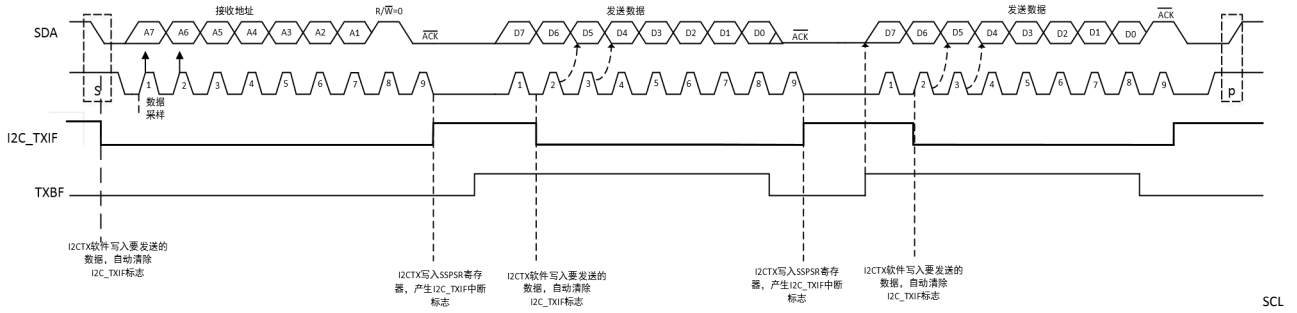 接收地址 R/W̅=0 发送数据 发送数据 A̅C̅K̅
SDA A7 A6 A5 A4 A3 A2 A1 A̅C̅K̅ D7 D6 D5 D4 D3 D2 D1 D0 A̅C̅K̅ D7 D6 D5 D4 D3 D2 D1 D0
S 1 2 3 4 5 6 7 8 9 1 2 3 4 5 6 7 8 9 1 2 3 4 5 6 7 8 9 p
数据
采样
I2C_TXIF
TXBF
I2CTX软件写入要发送的
数据，自动清除
I2C_TXIF标志
I2CTX写入SSPSR寄存
器，产生I2C_TXIF中断
标志
I2CTX软件写入要发送的
数据，自动清除
I2C_TXIF标志
I2CTX写入SSPSR寄存
器，产生I2C_TXIF中断
标志
I2CTX软件写入要发送的
数据，自动清除
I2C_TXIF标志
SCL